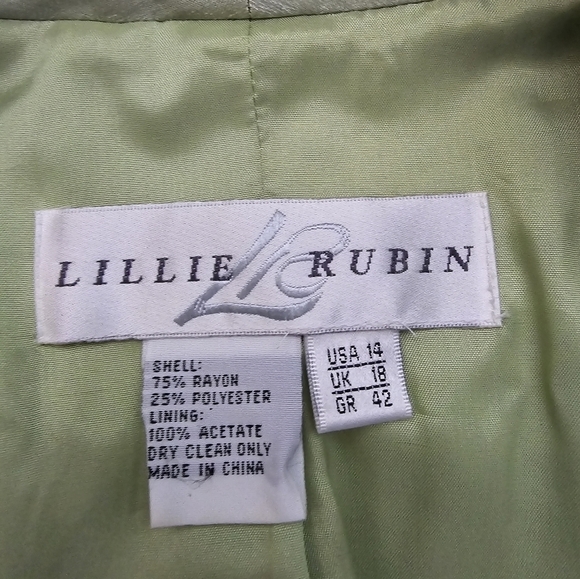 LILLIE LR RUBIN
SHELL:
75% RAYON
25% POLYESTER
LINING:
100% ACETATE
DRY CLEAN ONLY
MADE IN CHINA
USA 14
UK 18
GR 42